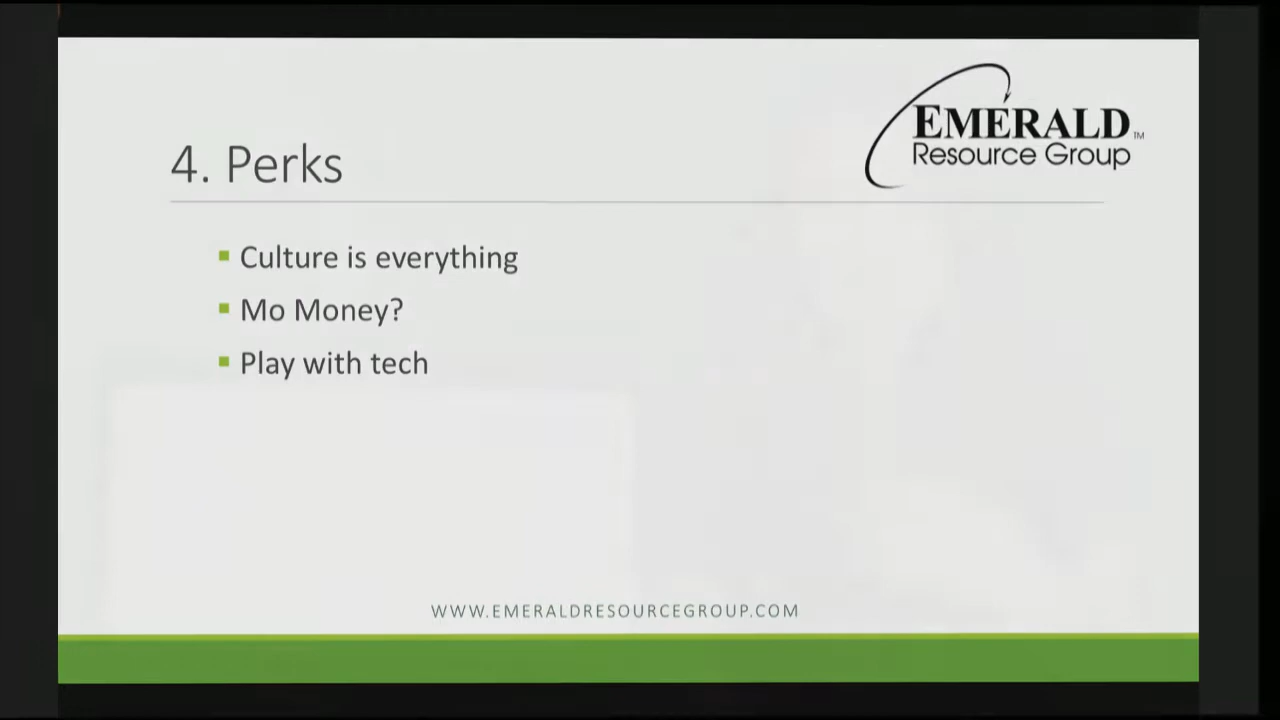 EMERALD TM
Resource Group
4. Perks
Culture is everything
Mo Money?
Play with tech
WWW.EMERALDRESOURCEGROUP.COM